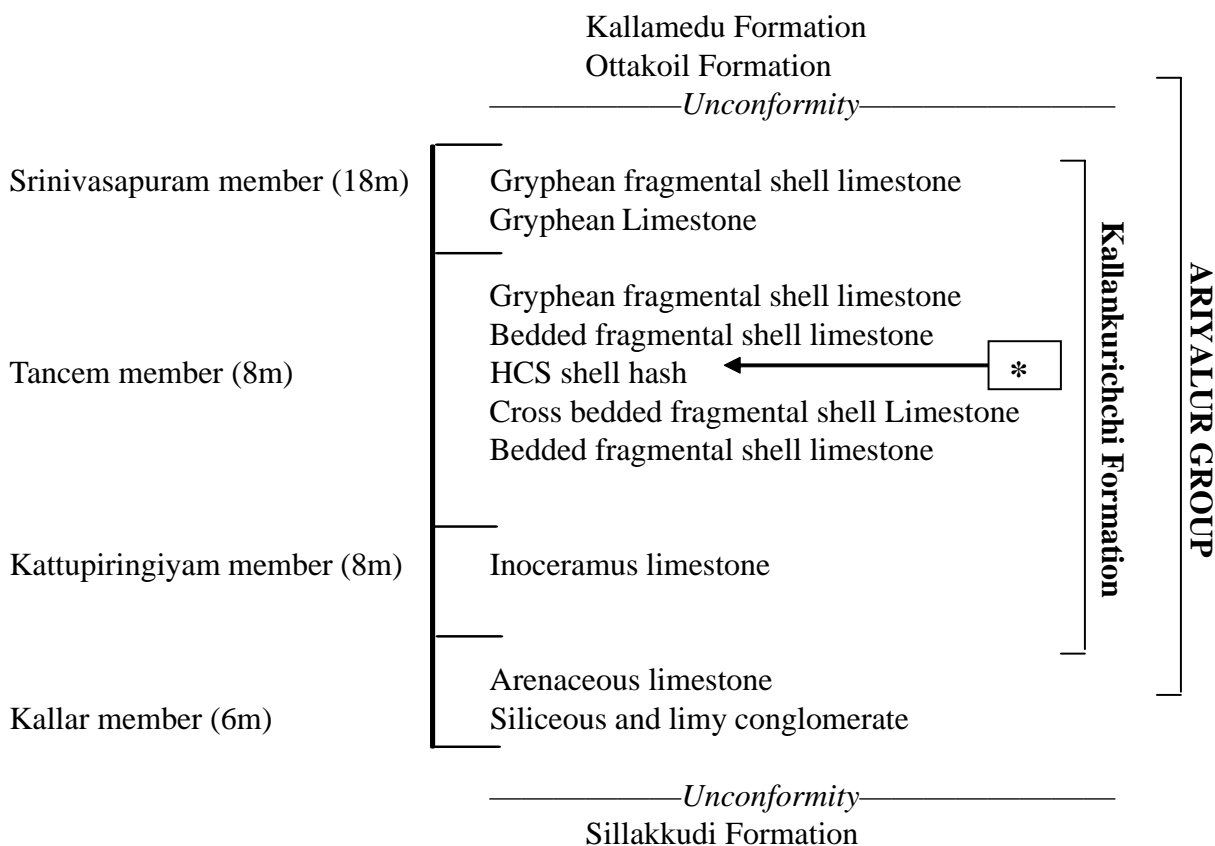 Kallamedu Formation
Ottakoil Formation
Unconformity
Srinivasapuram member (18m)
Gryphean fragmental shell limestone
Gryphean Limestone
Gryphean fragmental shell limestone
Bedded fragmental shell limestone
Tancem member (8m)
HCS shell hash
*
Cross bedded fragmental shell Limestone
Bedded fragmental shell limestone
Kattupiringiyam member (8m)
Inoceramus limestone
Arenaceous limestone
Kallar member (6m)
Siliceous and limy conglomerate
Unconformity
Sillakkudi Formation
Kallankurichchi Formation
ARIYALUR GROUP